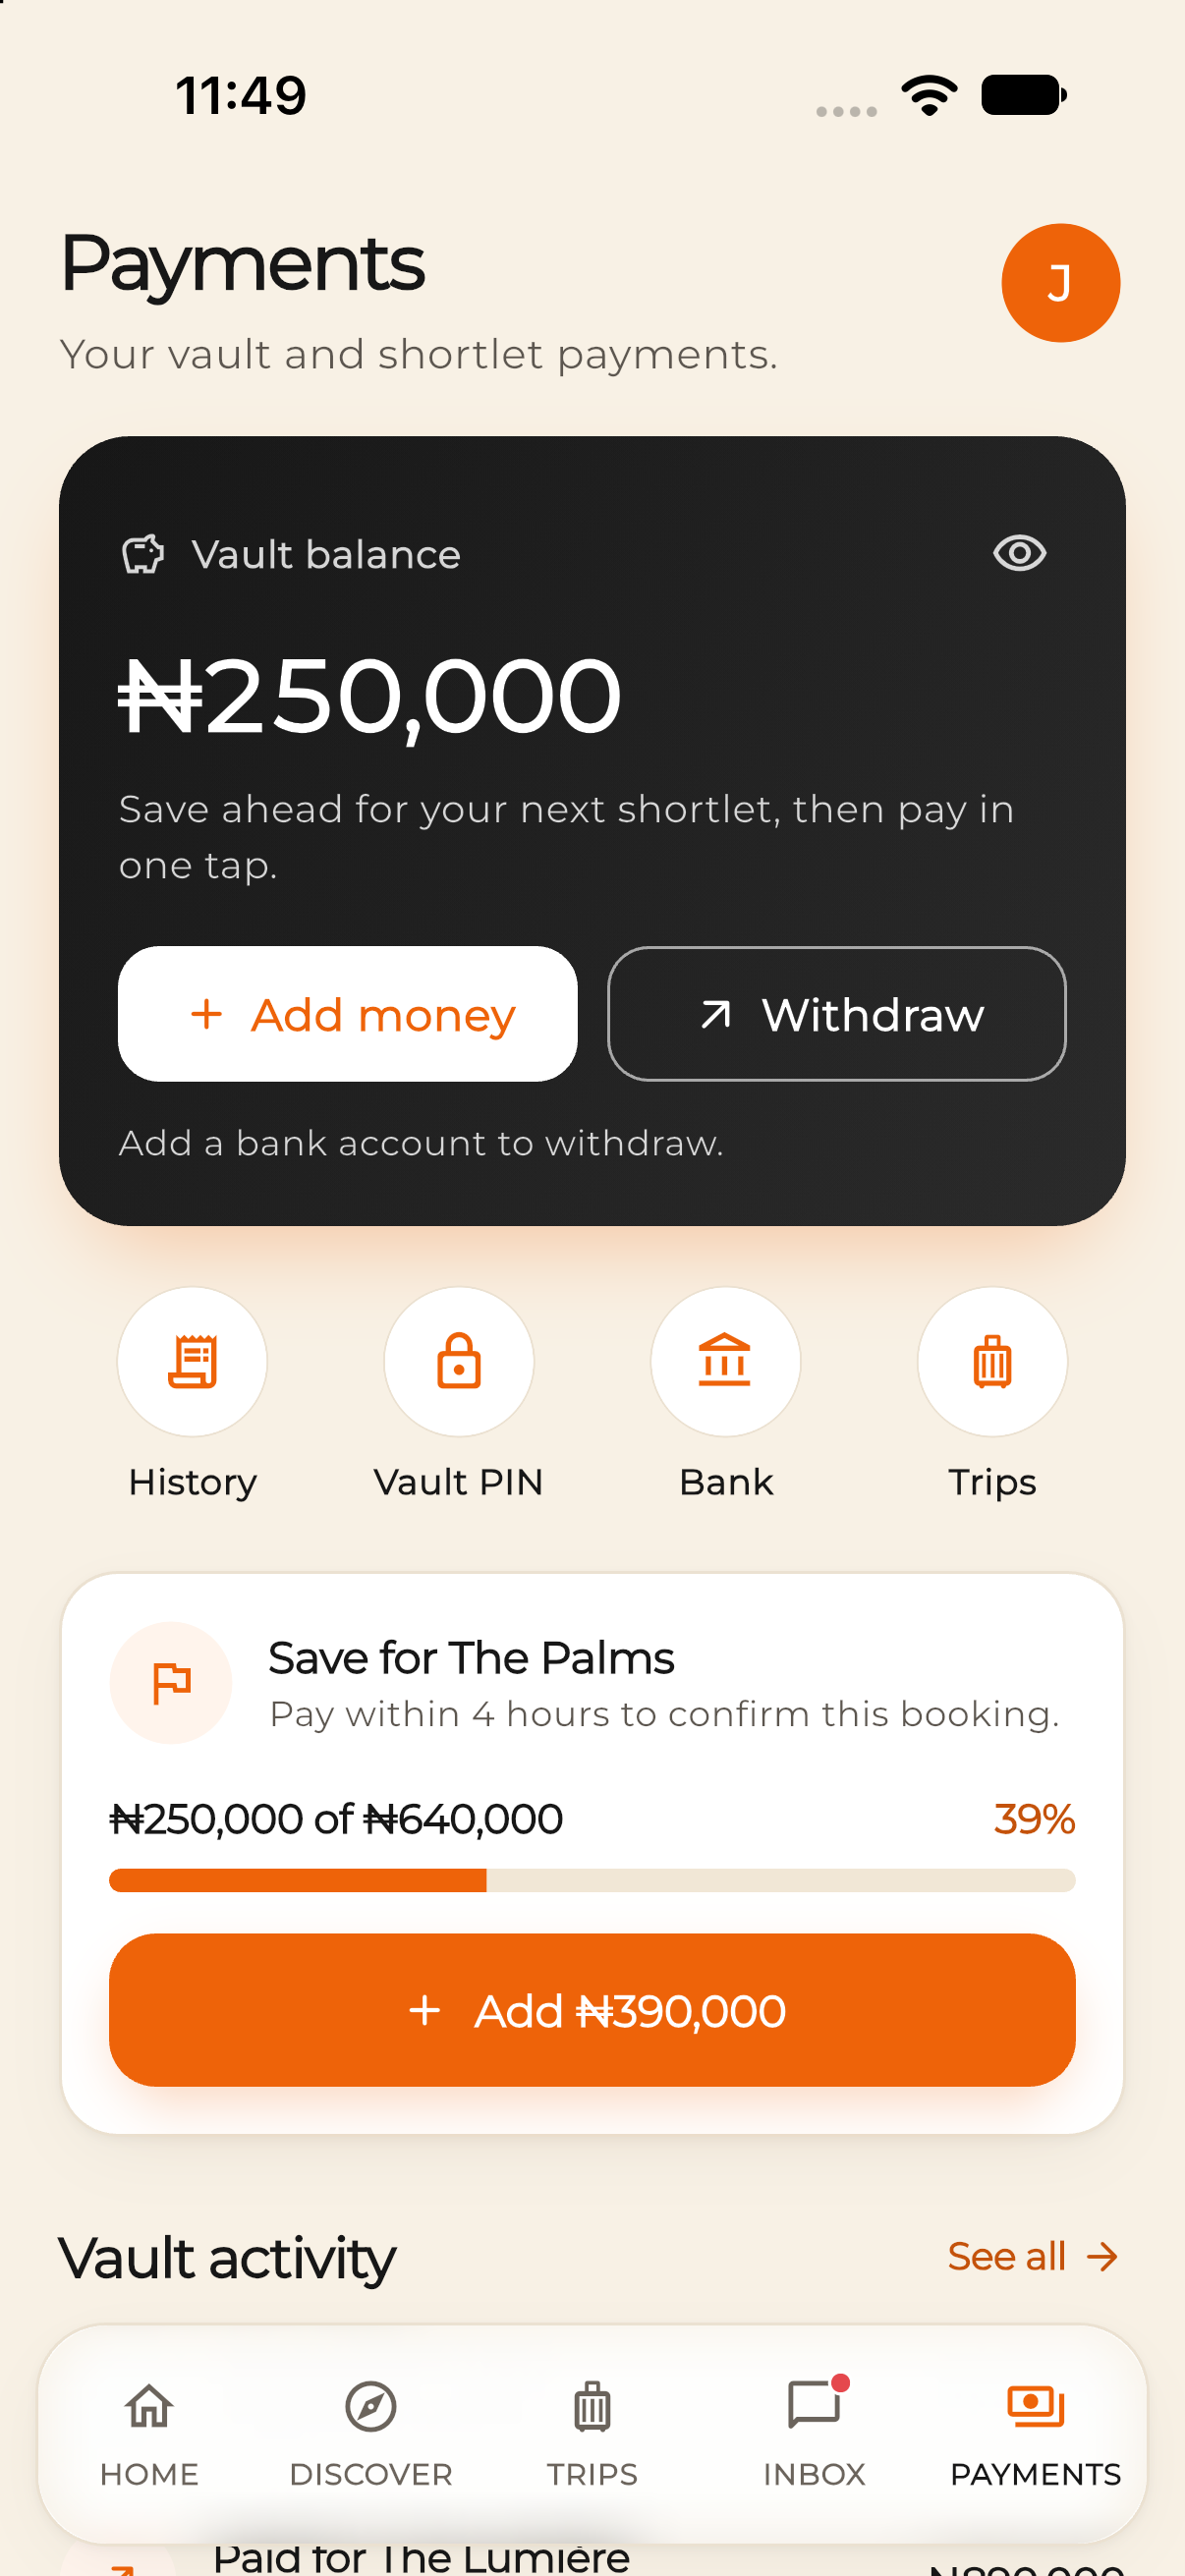 11:49
Payments
J
Your vault and shortlet payments.
Vault balance
₦250,000
Save ahead for your next shortlet, then pay in
one tap.
+ Add money
Withdraw
Add a bank account to withdraw.
History
Vault PIN
Bank
Trips
Save for The Palms
Pay within 4 hours to confirm this booking.
₦250,000 of ₦640,000
39%
+ Add ₦390,000
Vault activity
See all →
HOME
DISCOVER
TRIPS
INBOX
PAYMENTS
Paid for The Lumière